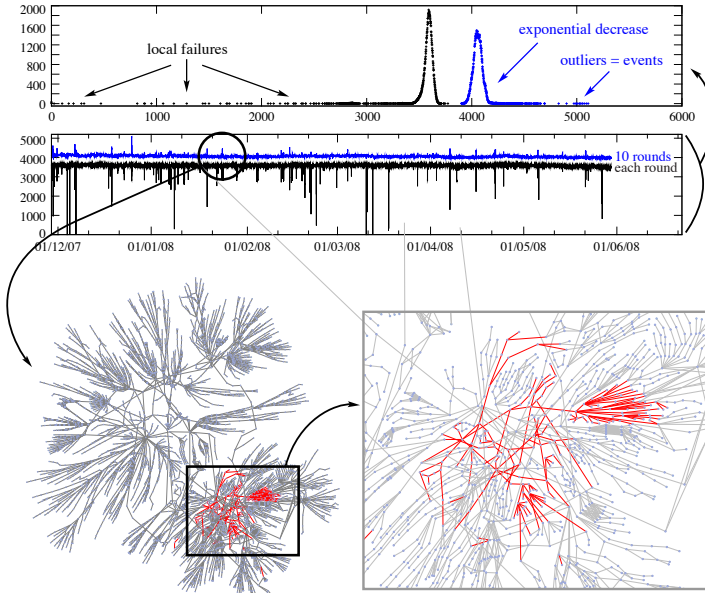 2000
1600
1200
800
400
0
local failures
exponential decrease
outliers = events
0 1000 2000 3000 4000 5000 6000
5000
4000
3000
2000
1000
0
10 rounds
each round
01/12/07 01/01/08 01/02/08 01/03/08 01/04/08 01/05/08 01/06/08